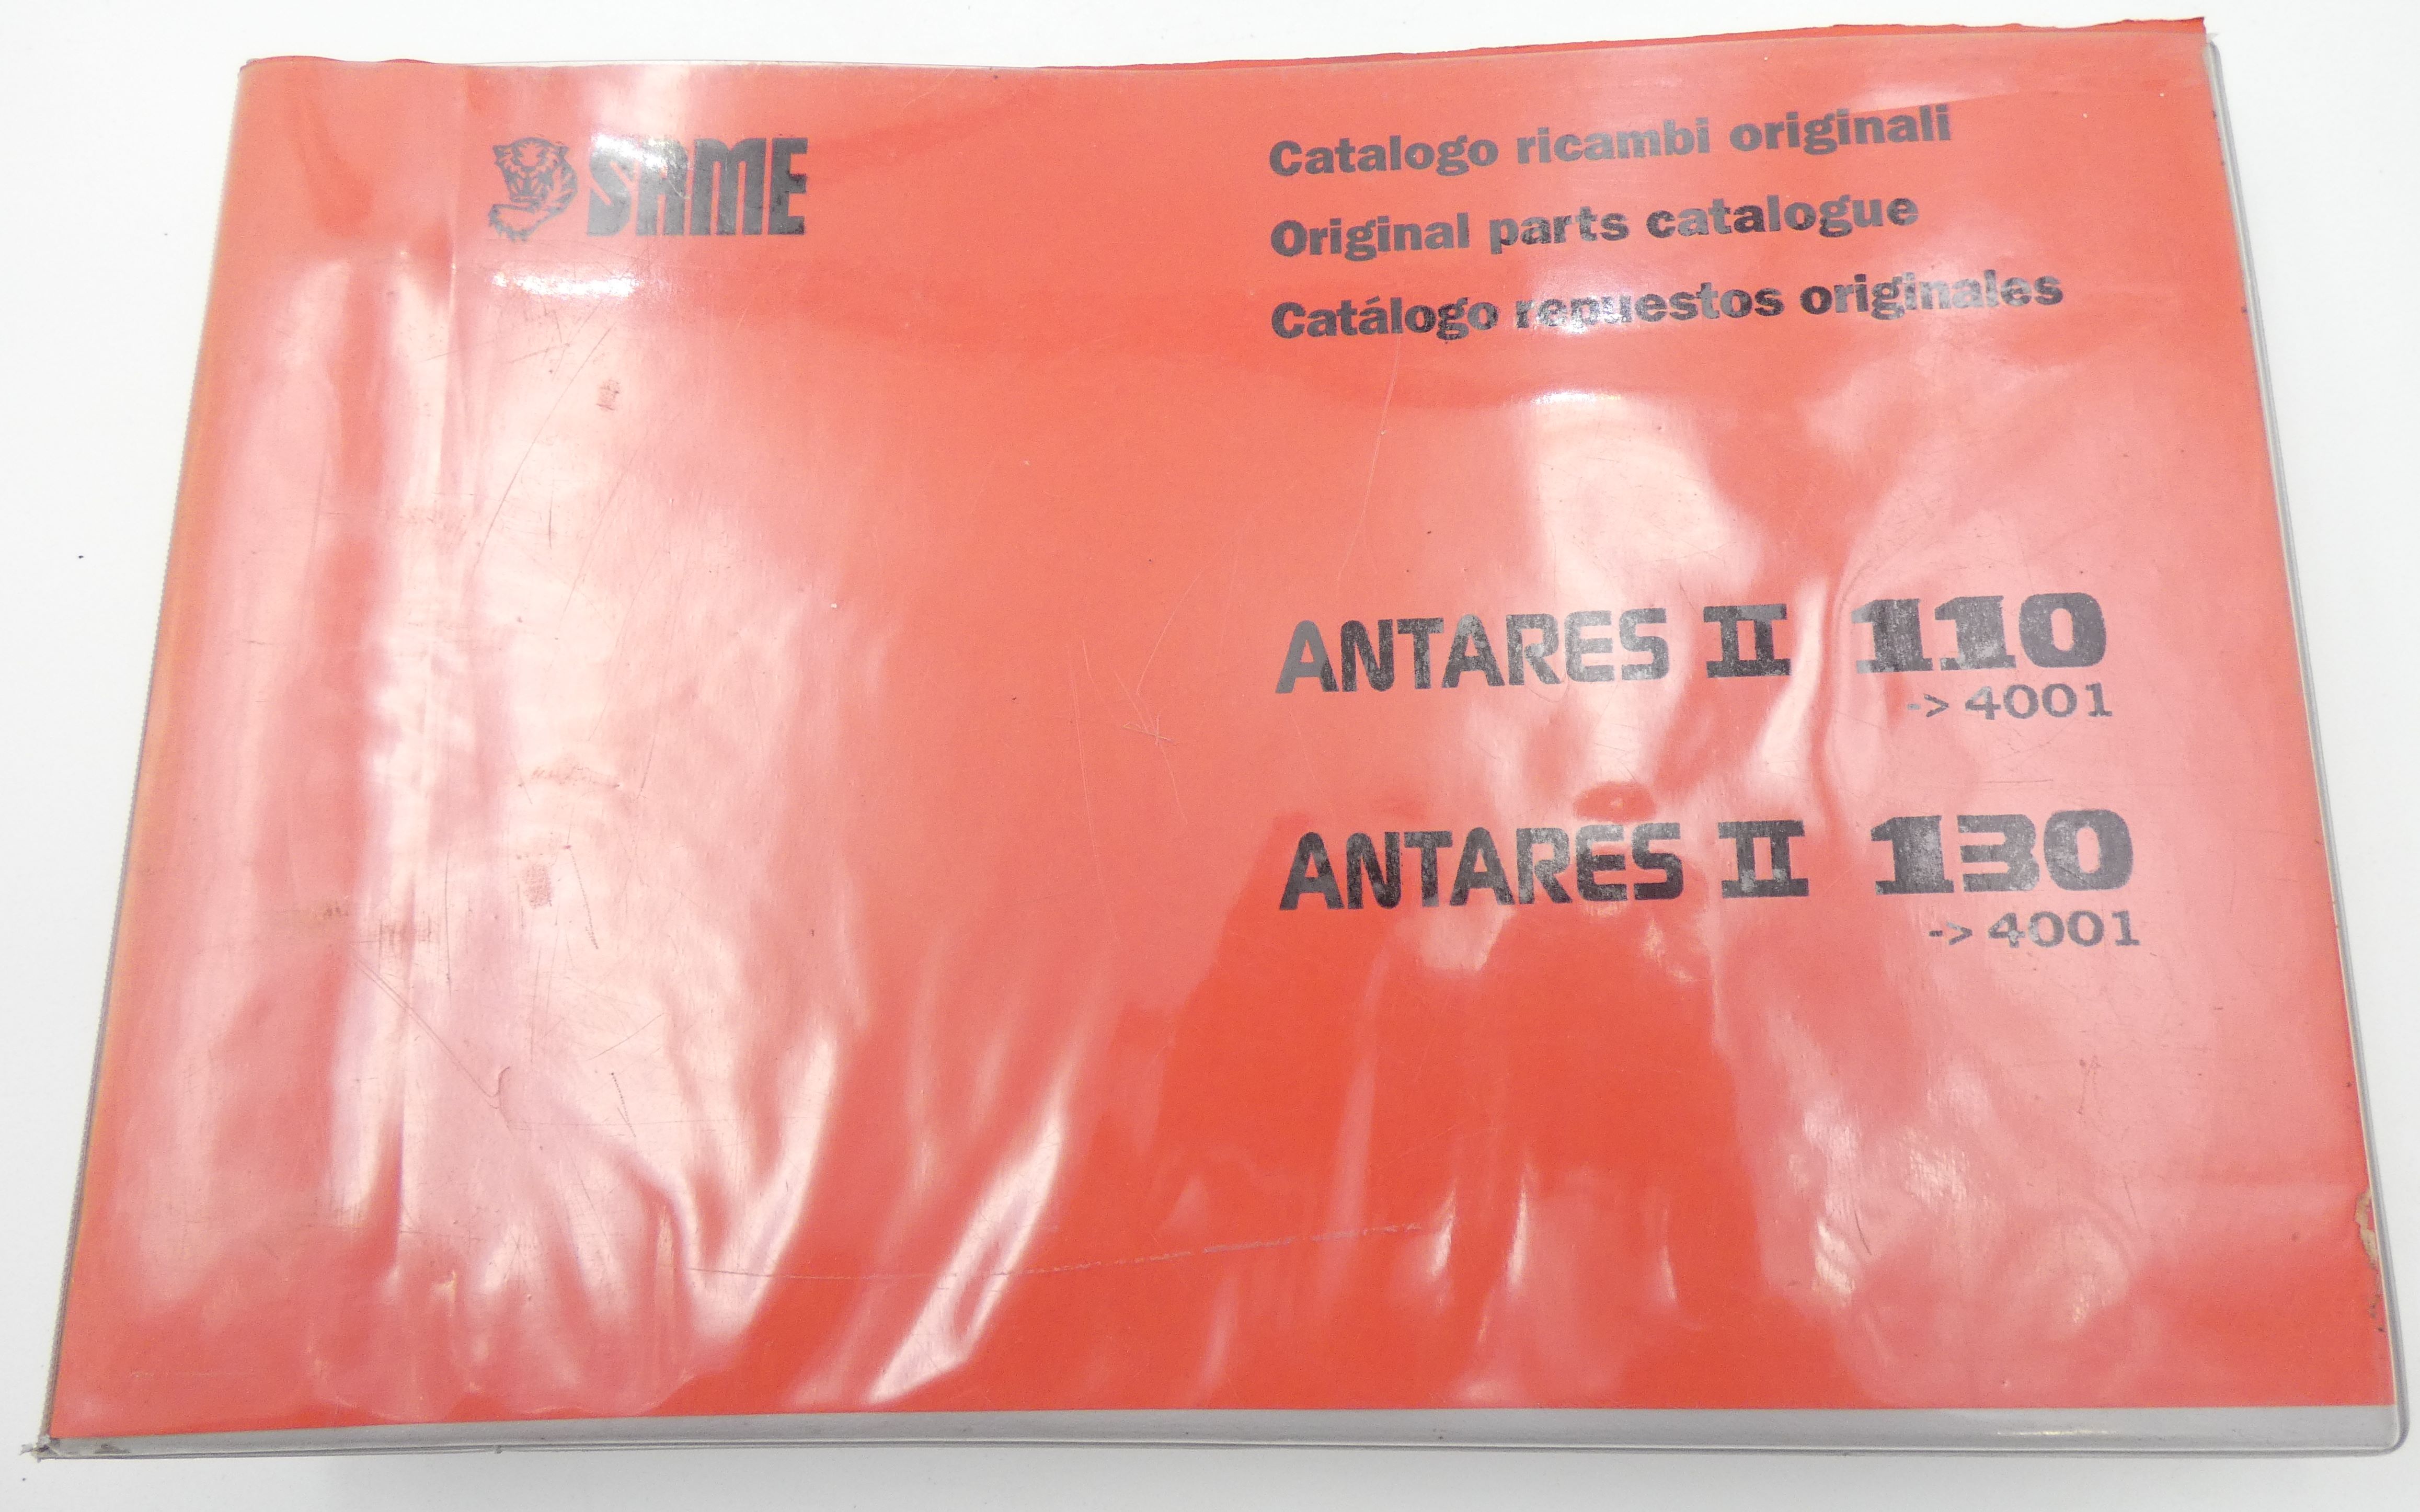 SAME
Catalogo ricambi originali
Original parts catalogue
Catálogo repuestos originales
ANTARES II 110
-> 4001
ANTARES II 130
-> 4001